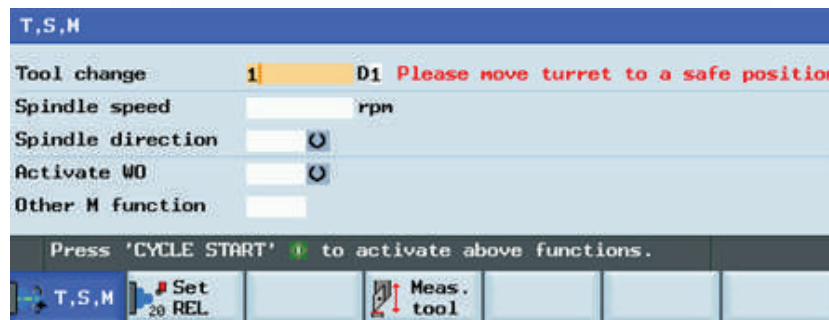 T,S,M
Tool change 1 D1 Please move turret to a safe position
Spindle speed rpm
Spindle direction
Activate WO
Other M function
Press 'CYCLE START' to activate above functions.
T,S,M Set REL 20 Meas. tool